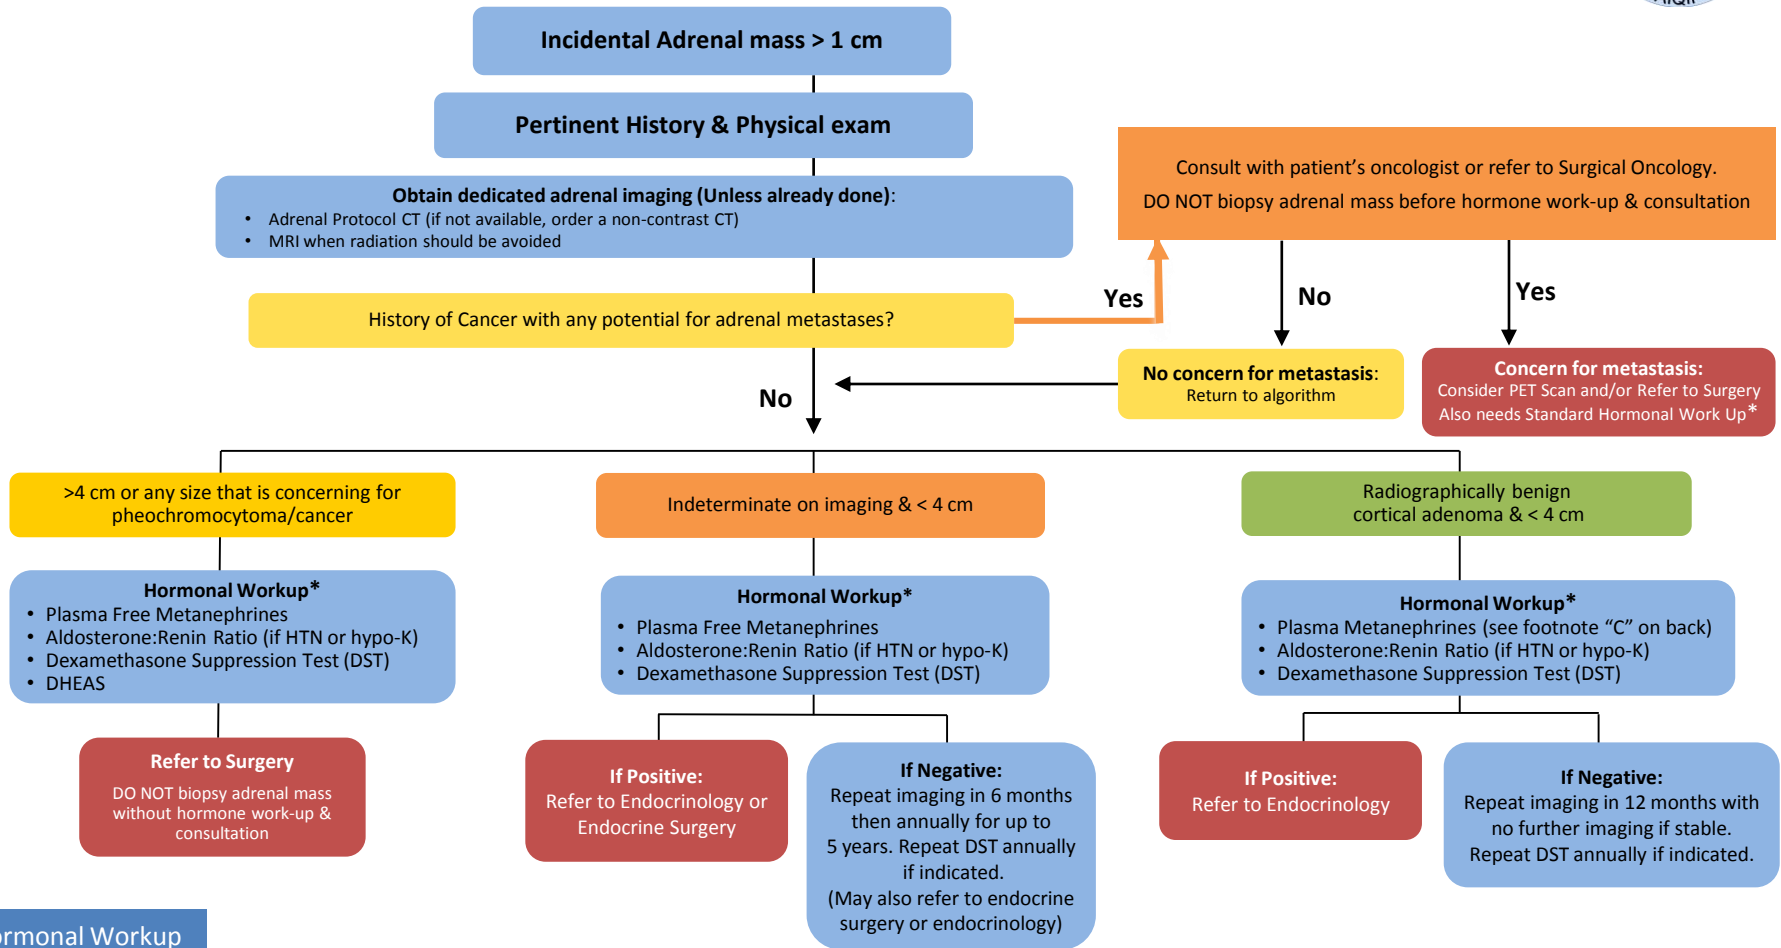 Incidental Adrenal mass > 1 cm
Pertinent History & Physical exam
Obtain dedicated adrenal imaging (Unless already done):
• Adrenal Protocol CT (if not available, order a non-contrast CT)
• MRI when radiation should be avoided
Consult with patient's oncologist or refer to Surgical Oncology.
DO NOT biopsy adrenal mass before hormone work-up & consultation
History of Cancer with any potential for adrenal metastases?
Yes
No
Yes
No concern for metastasis:
Return to algorithm
Concern for metastasis:
Consider PET Scan and/or Refer to Surgery
Also needs Standard Hormonal Work Up*
No
>4 cm or any size that is concerning for
pheochromocytoma/cancer
Hormonal Workup*
• Plasma Free Metanephrines
• Aldosterone:Renin Ratio (if HTN or hypo-K)
• Dexamethasone Suppression Test (DST)
• DHEAS
Refer to Surgery
DO NOT biopsy adrenal mass
without hormone work-up &
consultation
Indeterminate on imaging & < 4 cm
Hormonal Workup*
• Plasma Free Metanephrines
• Aldosterone:Renin Ratio (if HTN or hypo-K)
• Dexamethasone Suppression Test (DST)
If Positive:
Refer to Endocrinology or
Endocrine Surgery
If Negative:
Repeat imaging in 6 months
then annually for up to
5 years. Repeat DST annually
if indicated.
(May also refer to endocrine
surgery or endocrinology)
Radiographically benign
cortical adenoma & < 4 cm
Hormonal Workup*
• Plasma Metanephrines (see footnote "C" on back)
• Aldosterone:Renin Ratio (if HTN or hypo-K)
• Dexamethasone Suppression Test (DST)
If Positive:
Refer to Endocrinology
If Negative:
Repeat imaging in 12 months with
no further imaging if stable.
Repeat DST annually if indicated.
ormonal Workup